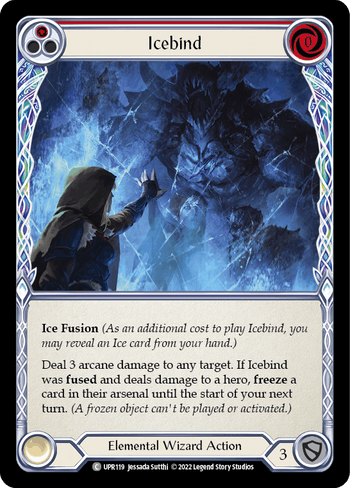 Icebind
0
Ice Fusion (As an additional cost to play Icebind, you
may reveal an Ice card from your hand.)
Deal 3 arcane damage to any target. If Icebind
was fused and deals damage to a hero, freeze a
card in their arsenal until the start of your next
turn. (A frozen object can't be played or activated.)
Elemental Wizard Action
3
C UPR119 Jessada Sutthi © 2022 Legend Story Studios